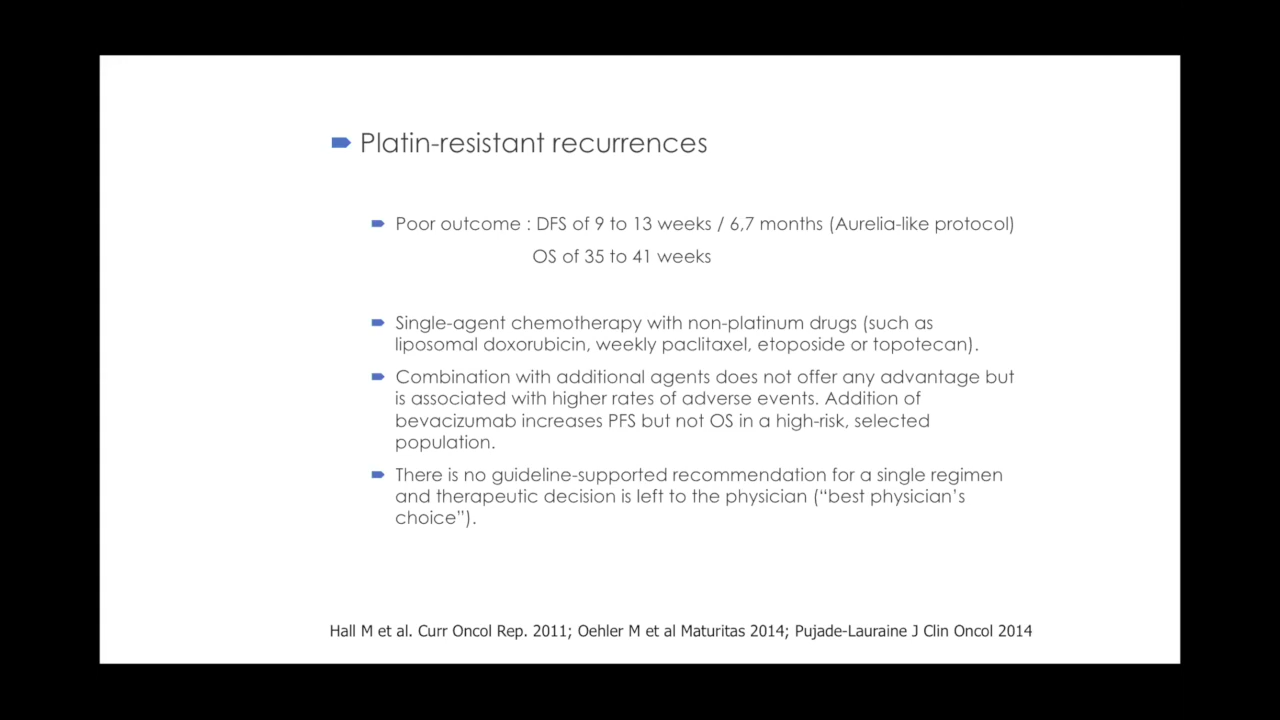 Platin-resistant recurrences
Poor outcome : DFS of 9 to 13 weeks / 6,7 months (Aurelia-like protocol)
OS of 35 to 41 weeks
Single-agent chemotherapy with non-platinum drugs (such as
liposomal doxorubicin, weekly paclitaxel, etoposide or topotecan).
Combination with additional agents does not offer any advantage but
is associated with higher rates of adverse events. Addition of
bevacizumab increases PFS but not OS in a high-risk, selected
population.
There is no guideline-supported recommendation for a single regimen
and therapeutic decision is left to the physician (“best physician’s
choice”).
Hall M et al. Curr Oncol Rep. 2011; Oehler M et al Maturitas 2014; Pujade-Lauraine J Clin Oncol 2014